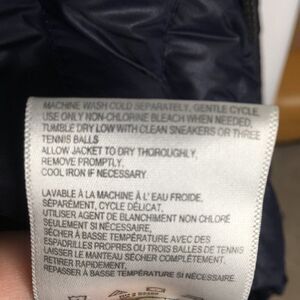 MACHINE WASH COLD SEPARATELY, GENTLE CYCLE,
USE ONLY NON-CHLORINE BLEACH WHEN NEEDED.
TUMBLE DRY LOW WITH CLEAN SNEAKERS OR THREE
TENNIS BALLS
ALLOW JACKET TO DRY THOROUGHLY.
REMOVE PROMPTLY.
COOL IRON IF NECESSARY
LAVABLE À LA MACHINE À L'EAU FROIDE,
SÉPARÉMENT, CYCLE DÉLICAT,
UTILISER AGENT DE BLANCHIMENT NON CHLORÉ
SEULEMENT SI NÉCESSAIRE.
SÉCHER À BASSE TEMPÉRATURE AVEC DES
ESPADRILLES PROPRES OU TROIS BALLES DE TENNIS
LAISSER LE MANTEAU SÉCHER COMPLÈTEMENT.
RETIRER RAPIDEMENT,
REPASSER À BASSE TEMPÉRATURE SI NÉCESSAIRE.